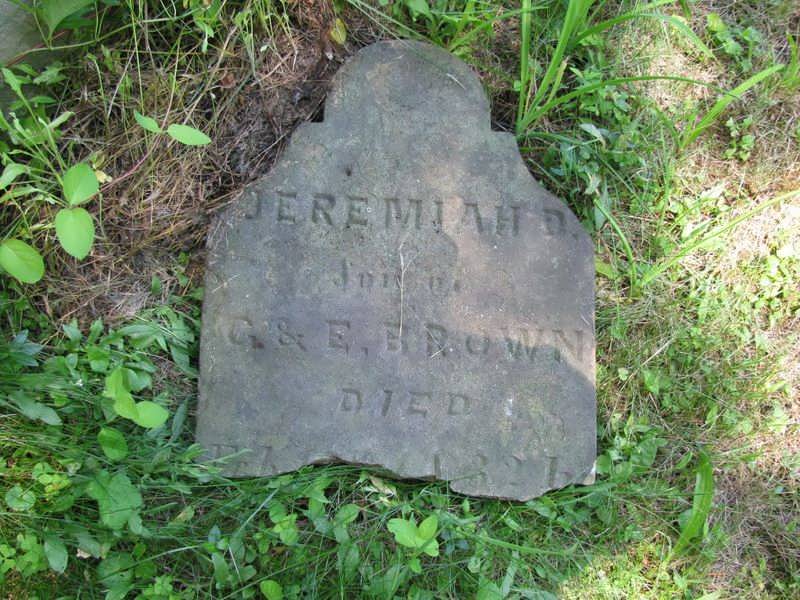 JEREMIAH D.
Son of
C. & E. BROWN
DIED